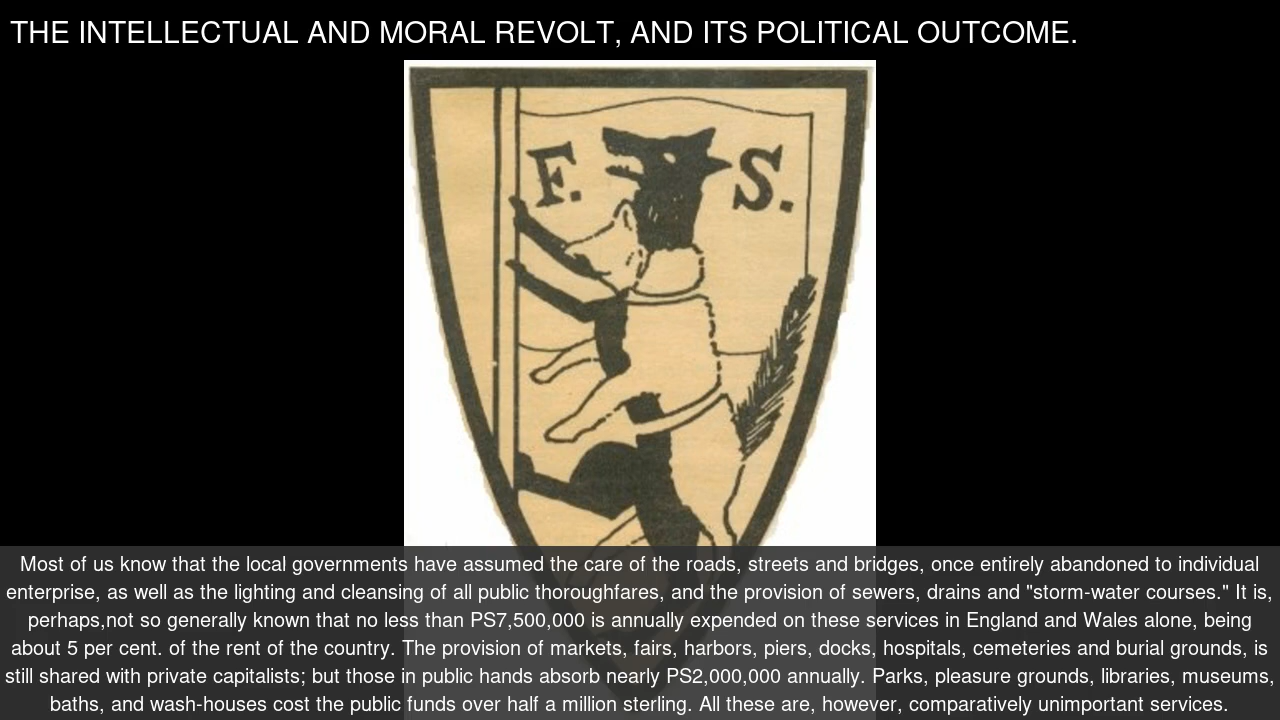 THE INTELLECTUAL AND MORAL REVOLT, AND ITS POLITICAL OUTCOME.
F. S.
Most of us know that the local governments have assumed the care of the roads, streets and bridges, once entirely abandoned to individual
enterprise, as well as the lighting and cleansing of all public thoroughfares, and the provision of sewers, drains and "storm-water courses." It is,
perhaps,not so generally known that no less than PS7,500,000 is annually expended on these services in England and Wales alone, being
about 5 per cent. of the rent of the country. The provision of markets, fairs, harbors, piers, docks, hospitals, cemeteries and burial grounds, is
still shared with private capitalists; but those in public hands absorb nearly PS2,000,000 annually. Parks, pleasure grounds, libraries, museums,
baths, and wash-houses cost the public funds over half a million sterling. All these are, however, comparatively unimportant services.